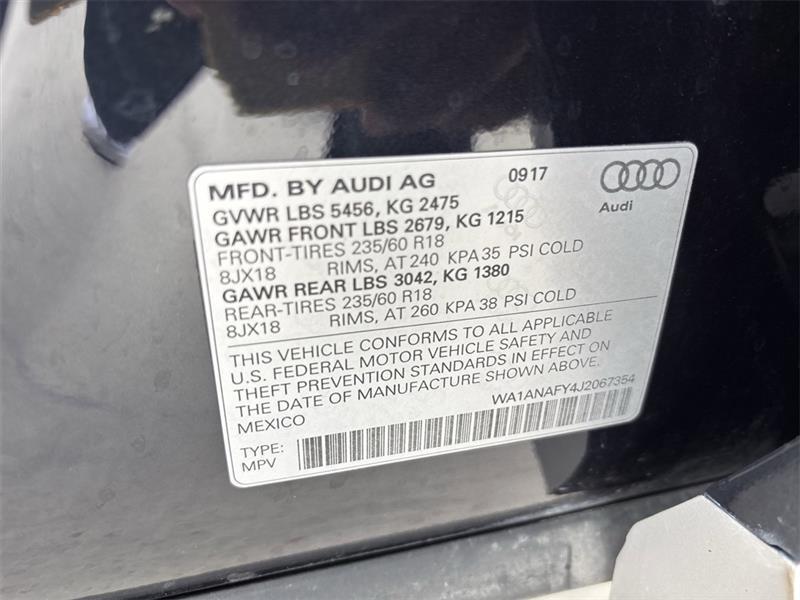 MFD. BY AUDI AG 0917
Audi
GVWR LBS 5456, KG 2475
GAWR FRONT LBS 2679, KG 1215
FRONT-TIRES 235/60 R18
8JX18 RIMS, AT 240 KPA 35 PSI COLD
GAWR REAR LBS 3042, KG 1380
REAR-TIRES 235/60 R18
8JX18 RIMS, AT 260 KPA 38 PSI COLD
THIS VEHICLE CONFORMS TO ALL APPLICABLE
U.S. FEDERAL MOTOR VEHICLE SAFETY AND
THEFT PREVENTION STANDARDS IN EFFECT ON
THE DATE OF MANUFACTURE SHOWN ABOVE.
MEXICO WA1ANAFY4J2067354
TYPE:
MPV